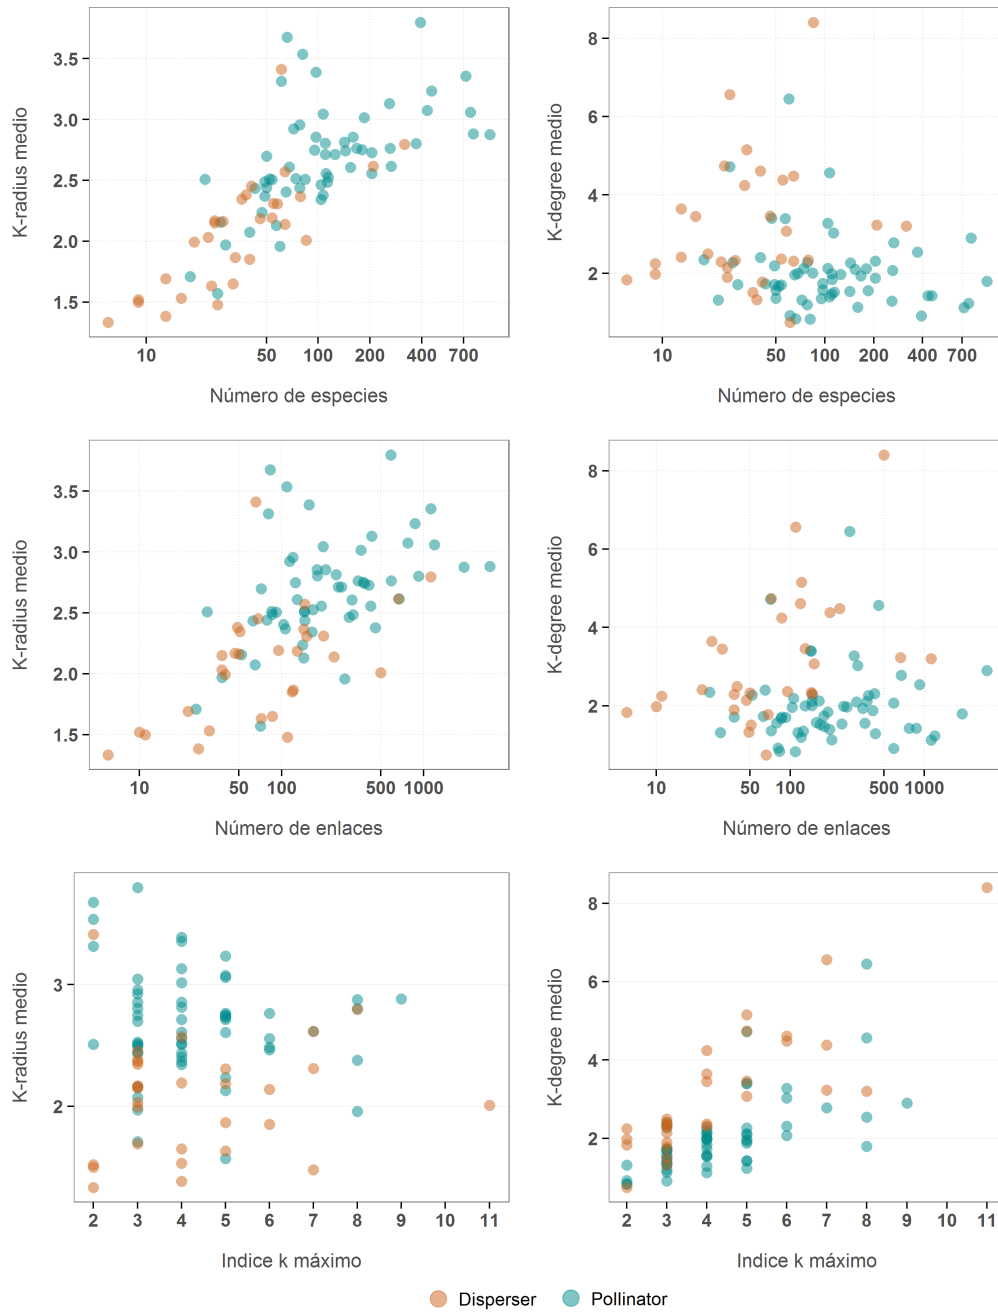 3.5
3.0
2.5
2.0
1.5
K-radius medio
10 50 100 200 400 700
Número de especies
8
6
4
2
K-degree medio
10 50 100 200 400 700
Número de especies
3.5
3.0
2.5
2.0
1.5
K-radius medio
10 50 100 500 1000
Número de enlaces
8
6
4
2
K-degree medio
10 50 100 500 1000
Número de enlaces
3
2
K-radius medio
2 3 4 5 6 7 8 9 10 11
Indice k máximo
8
6
4
2
K-degree medio
2 3 4 5 6 7 8 9 10 11
Indice k máximo
Disperser Pollinator